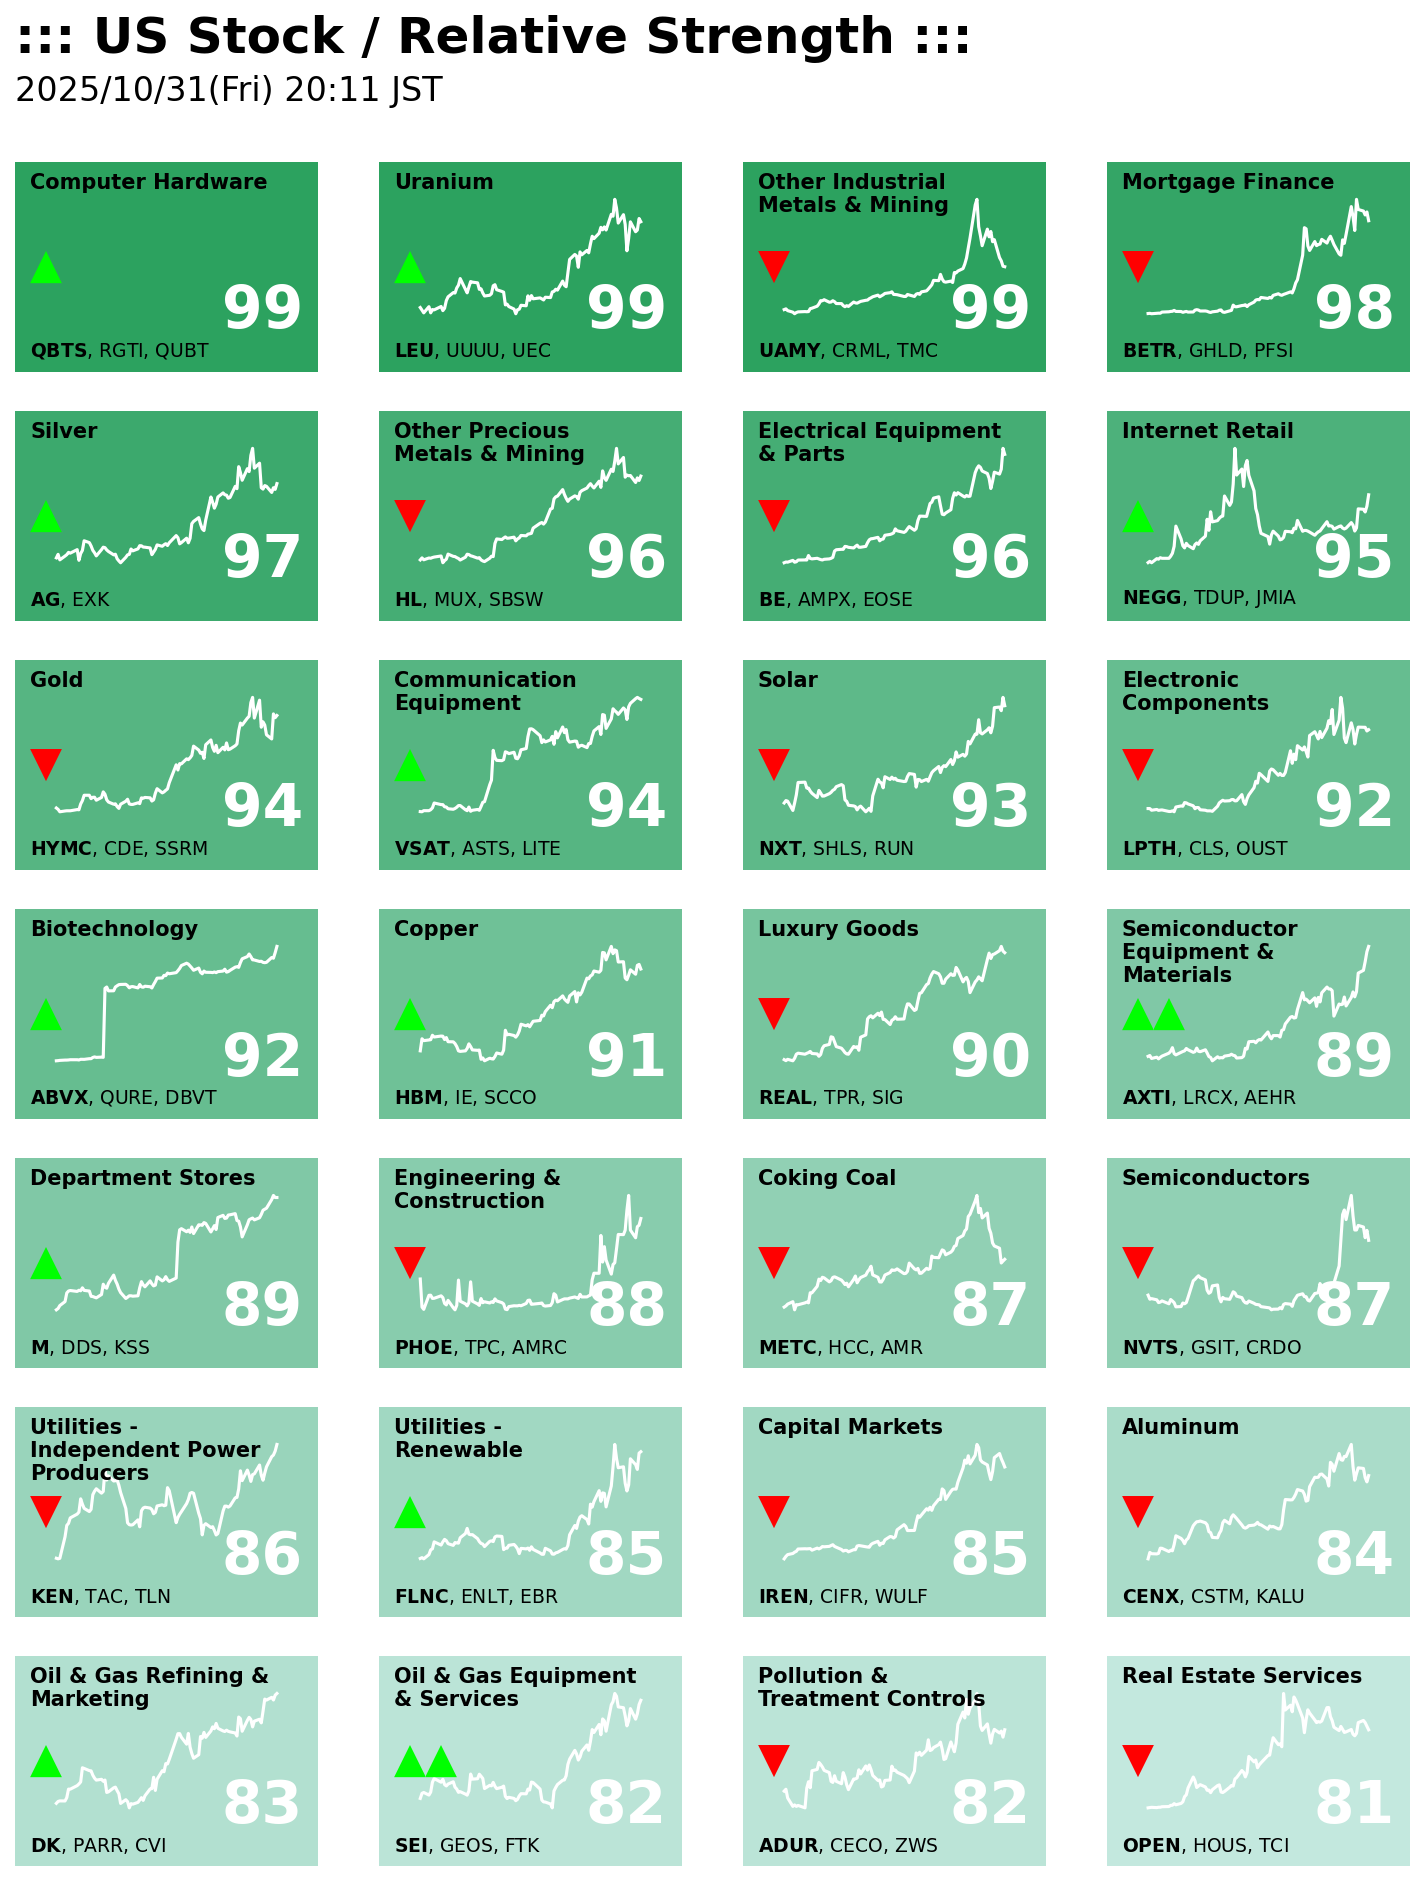 ::: US Stock / Relative Strength :::
2025/10/31(Fri) 20:11 JST
Computer Hardware
99
QBTS, RGTI, QUBT
Uranium
99
LEU, UUUU, UEC
Other Industrial
Metals & Mining
99
UAMY, CRML, TMC
Mortgage Finance
98
BETR, GHLD, PFSI
Silver
97
AG, EXK
Other Precious
Metals & Mining
96
HL, MUX, SBSW
Electrical Equipment
& Parts
96
BE, AMPX, EOSE
Internet Retail
95
NEGG, TDUP, JMIA
Gold
94
HYMC, CDE, SSRM
Communication
Equipment
94
VSAT, ASTS, LITE
Solar
93
NXT, SHLS, RUN
Electronic
Components
92
LPTH, CLS, OUST
Biotechnology
92
ABVX, QURE, DBVT
Copper
91
HBM, IE, SCCO
Luxury Goods
90
REAL, TPR, SIG
Semiconductor
Equipment &
Materials
89
AXTI, LRCX, AEHR
Department Stores
89
M, DDS, KSS
Engineering &
Construction
88
PHOE, TPC, AMRC
Coking Coal
87
METC, HCC, AMR
Semiconductors
87
NVTS, GSIT, CRDO
Utilities -
Independent Power
Producers
86
KEN, TAC, TLN
Utilities -
Renewable
85
FLNC, ENLT, EBR
Capital Markets
85
IREN, CIFR, WULF
Aluminum
84
CENX, CSTM, KALU
Oil & Gas Refining &
Marketing
83
DK, PARR, CVI
Oil & Gas Equipment
& Services
82
SEI, GEOS, FTK
Pollution &
Treatment Controls
82
ADUR, CECO, ZWS
Real Estate Services
81
OPEN, HOUS, TCI